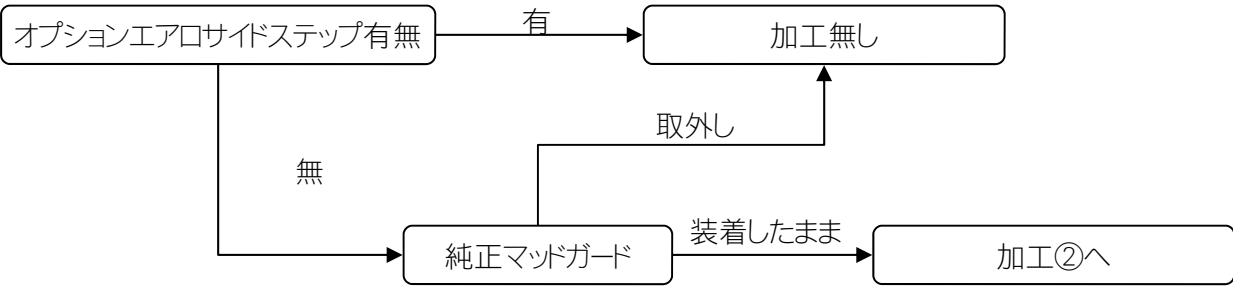 オプションエアロサイドステップ有無
有
加工無し
取外し
無
純正マッドガード
装着したまま
加工②へ